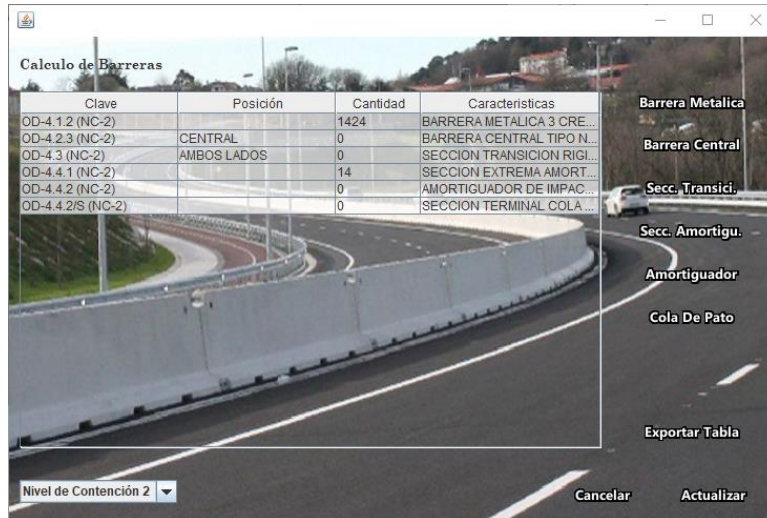 Calculo de Barreras
Clave Posición Cantidad Caracteristicas
OD-4.1.2 (NC-2) 1424 BARRERA METALICA 3 CRE...
OD-4.2.3 (NC-2) CENTRAL 0 BARRERA CENTRAL TIPO N...
OD-4.3 (NC-2) AMBOS LADOS 0 SECCION TRANSICION RIGI...
OD-4.4.1 (NC-2) 14 SECCION EXTREMA AMORT...
OD-4.4.2 (NC-2) 0 AMORTIGUADOR DE IMPAC...
OD-4.4.2/S (NC-2) 0 SECCION TERMINAL COLA ...
Barrera Metalica
Barrera Central
Secc. Transici.
Secc. Amortigu.
Amortiguador
Cola De Pato
Exportar Tabla
Nivel de Contención 2
Cancelar Actualizar